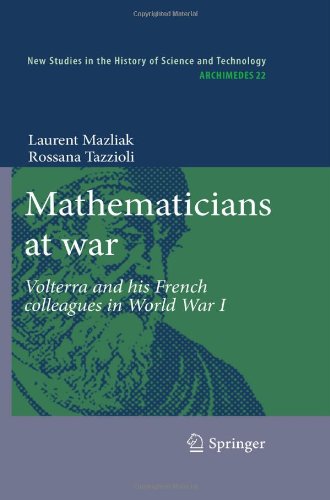 New Studies in the History of Science and Technology
ARCHIMEDES 22
Laurent Mazliak
Rossana Tazzioli
Mathematicians
at war
Volterra and his French
colleagues in World War I
Springer